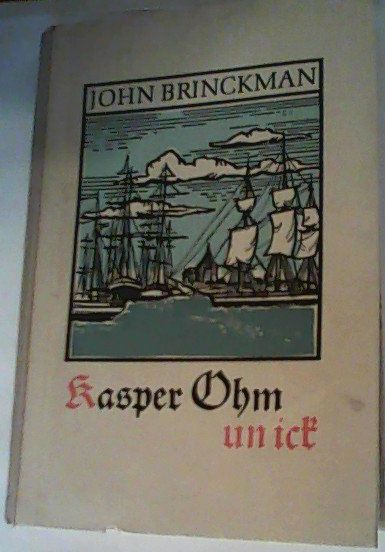 JOHN BRINCKMAN
Kasper Ohm
un ick